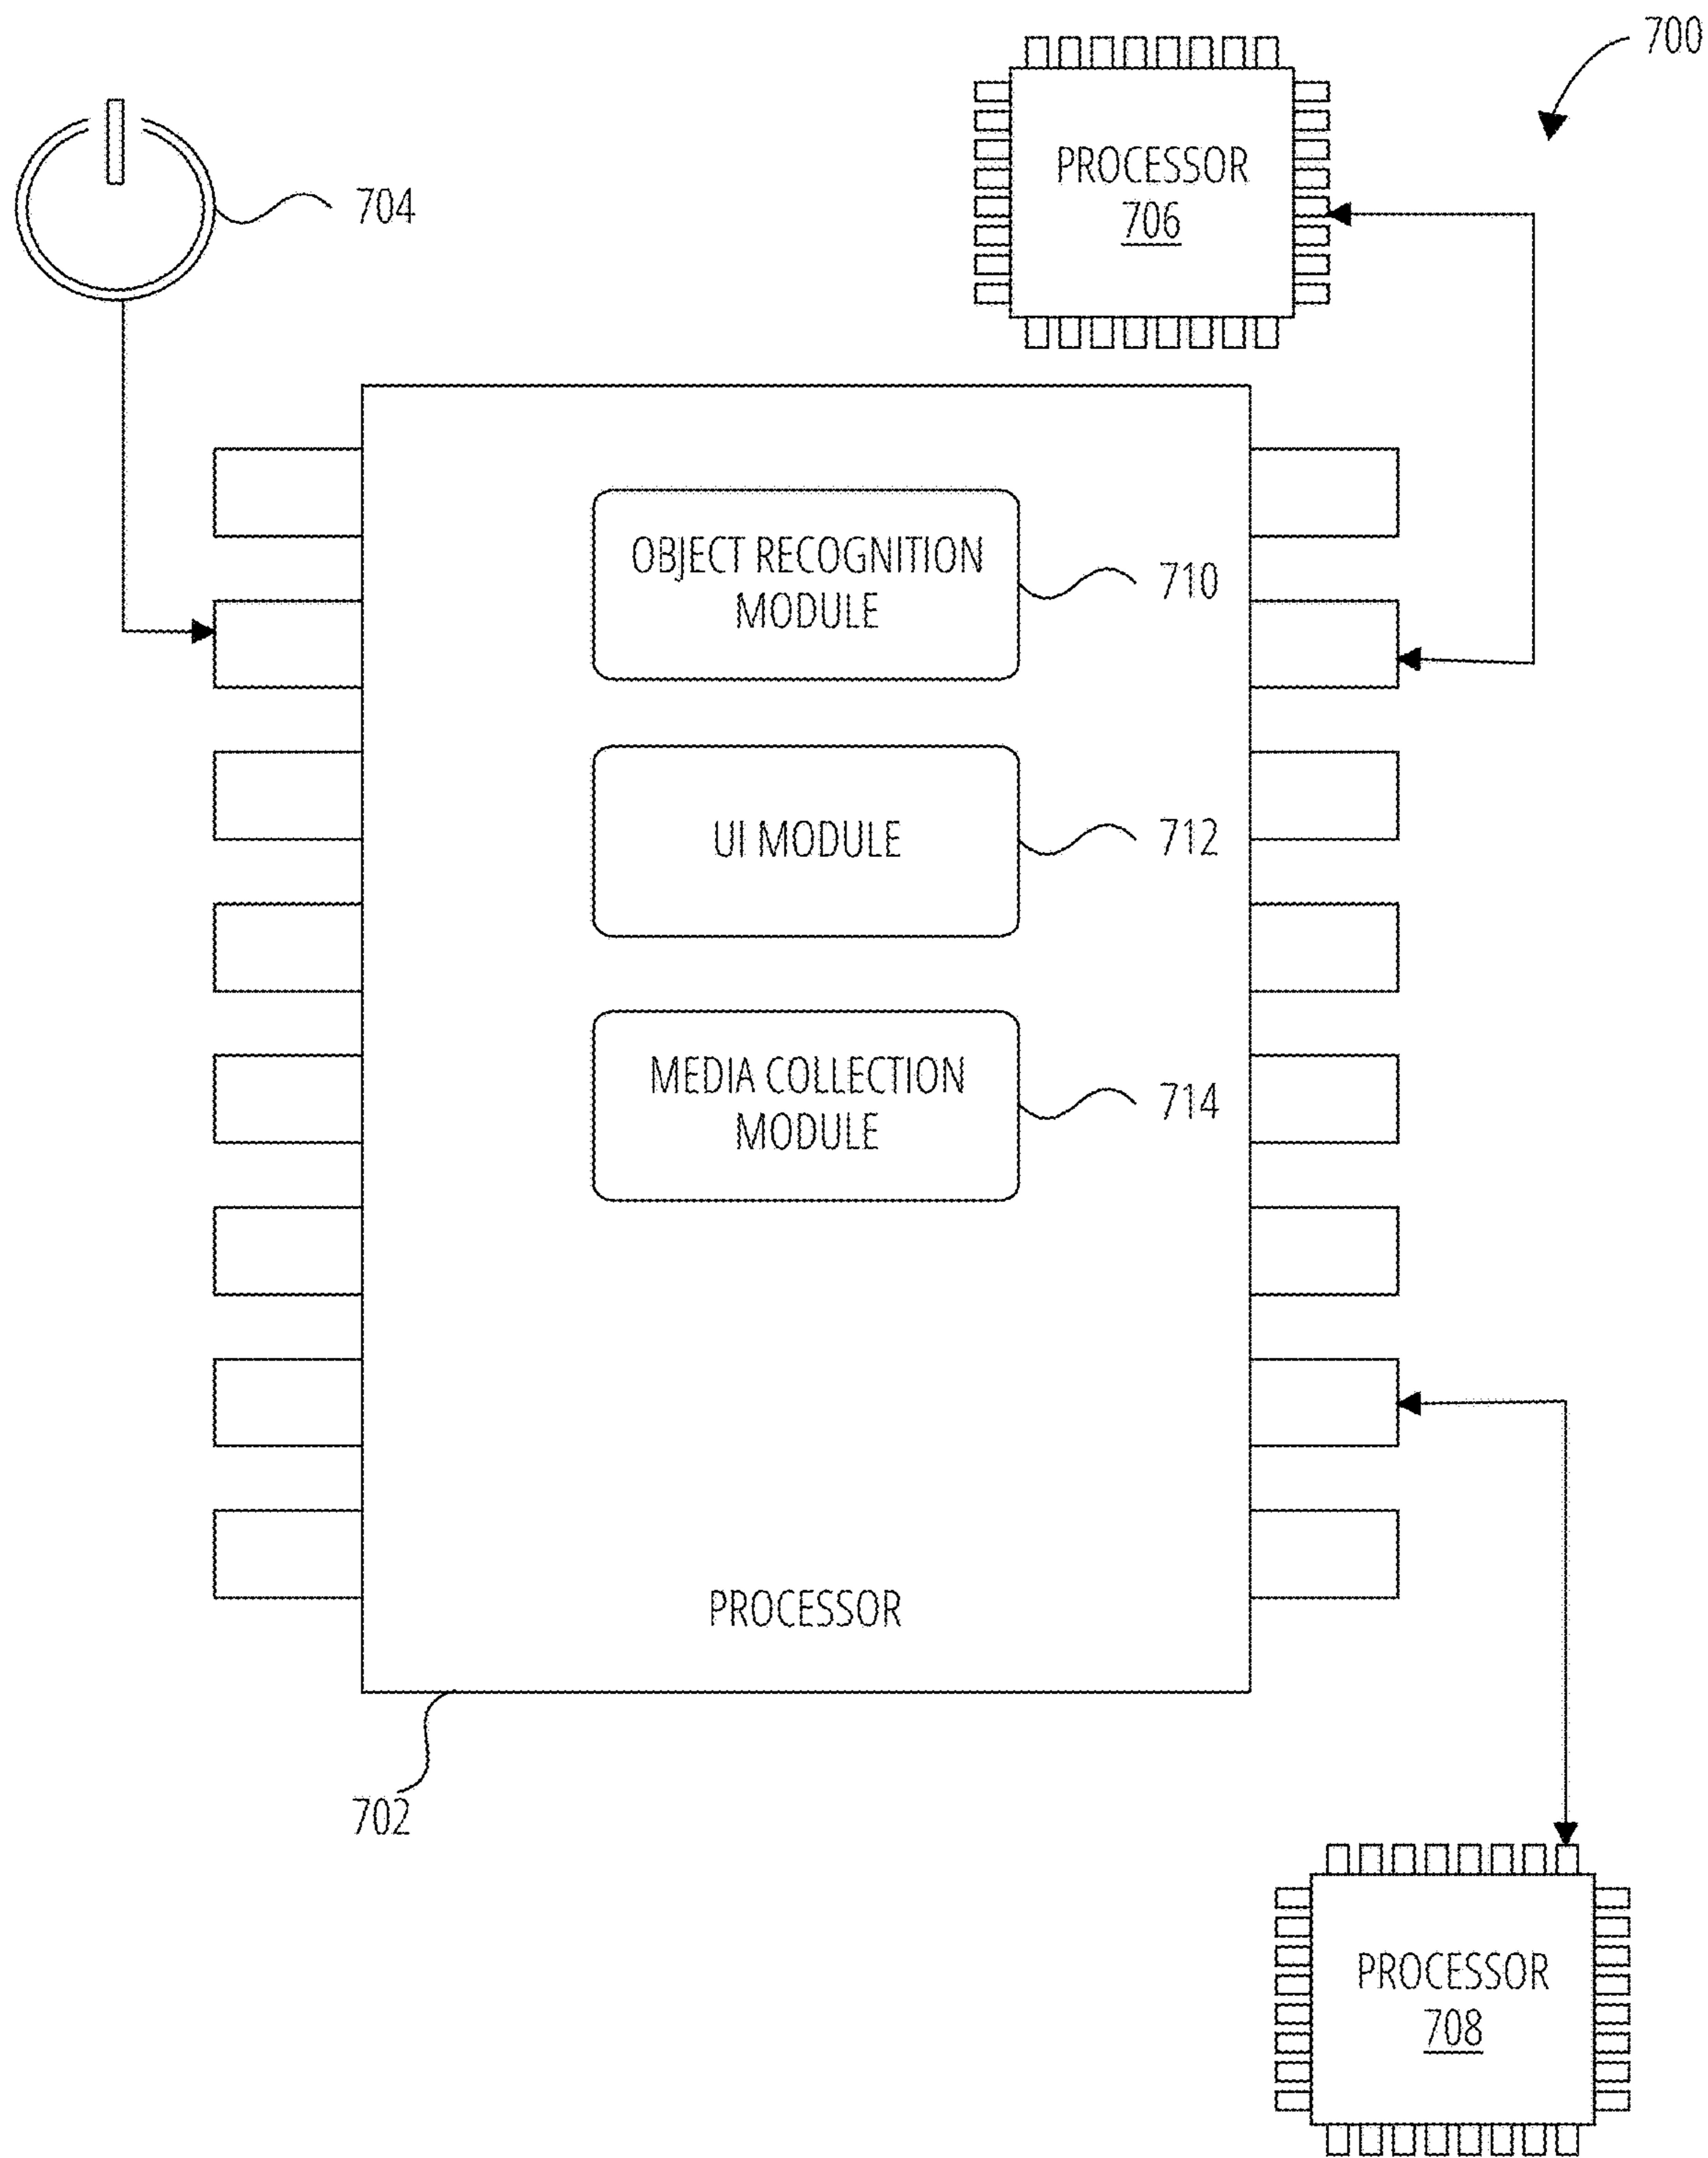 700
PROCESSOR
706
704
OBJECT RECOGNITION
MODULE
710
UI MODULE
712
MEDIA COLLECTION
MODULE
714
PROCESSOR
702
PROCESSOR
708